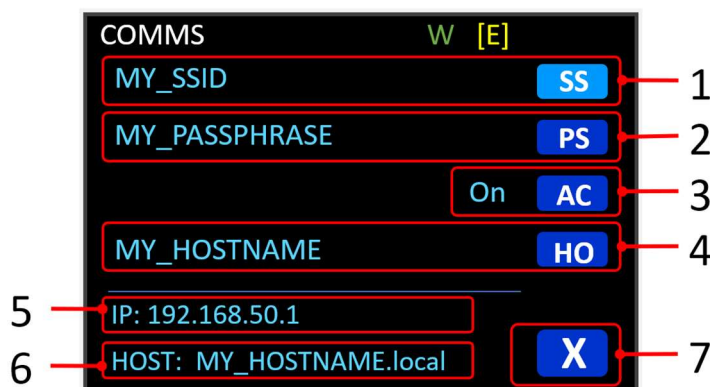 COMMS W [E]
MY_SSID SS 1
MY_PASSPHRASE PS 2
On AC 3
MY_HOSTNAME HO 4
5 IP: 192.168.50.1
6 HOST: MY_HOSTNAME.local X 7